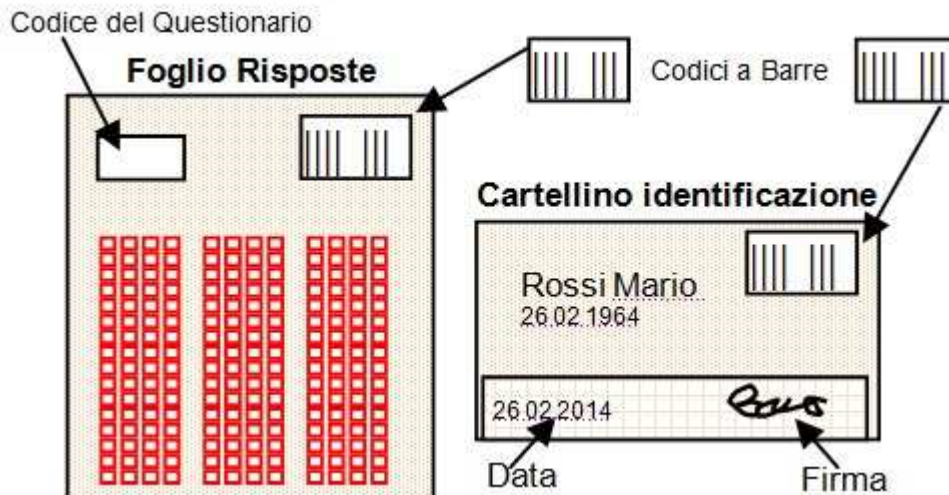 Codice del Questionario
Foglio Risposte
Codici a Barre
Cartellino identificazione
Rossi Mario
26.02.1964
26.02.2014
Data
Firma